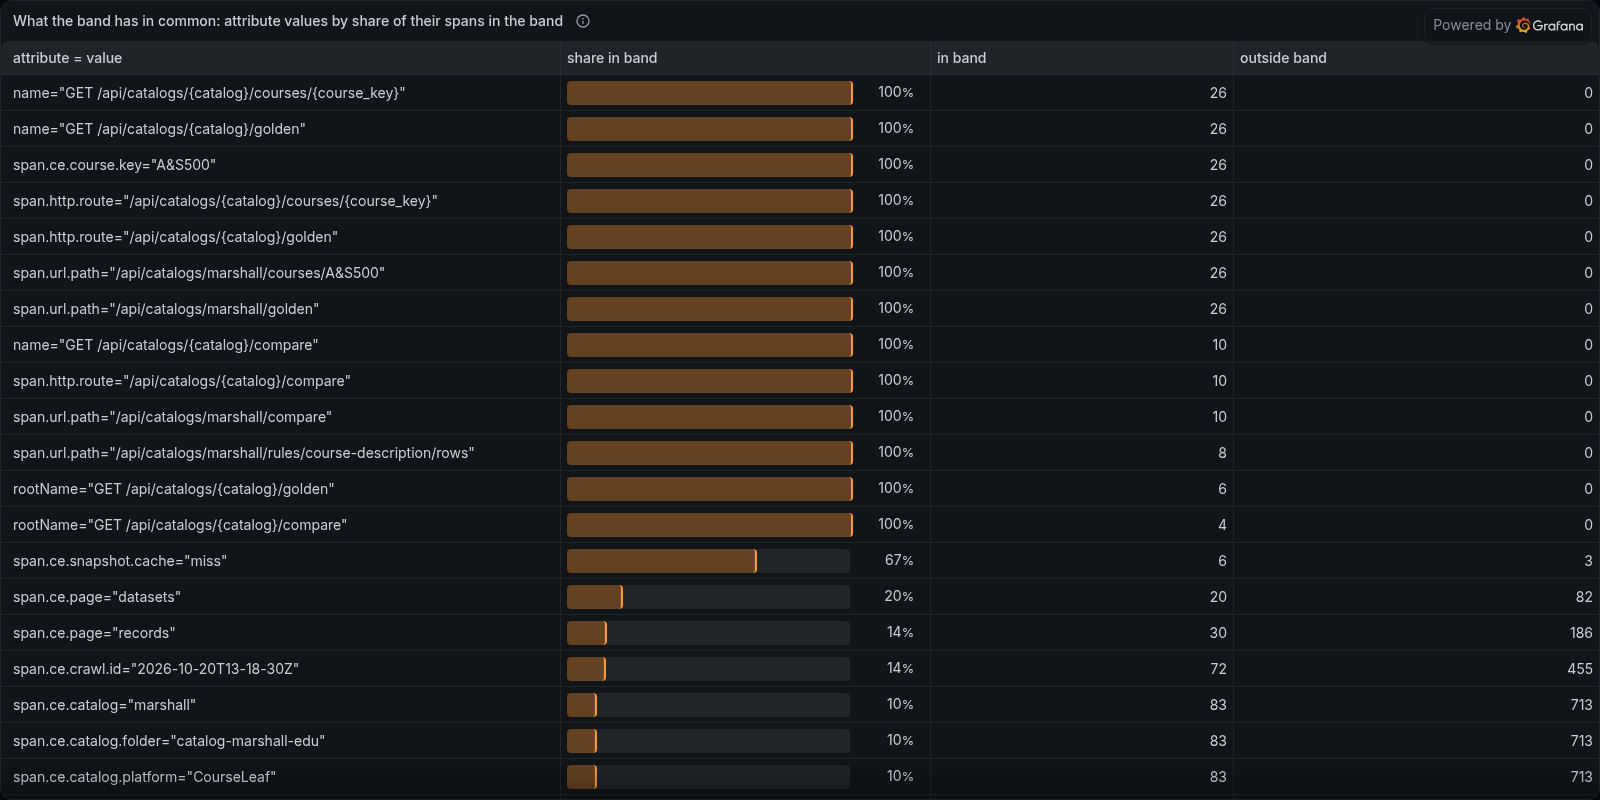 What the band has in common: attribute values by share of their spans in the band
Powered by Grafana
attribute = value share in band in band outside band
name="GET /api/catalogs/{catalog}/courses/{course_key}" 100% 26 0
name="GET /api/catalogs/{catalog}/golden" 100% 26 0
span.ce.course.key="A&S500" 100% 26 0
span.http.route="/api/catalogs/{catalog}/courses/{course_key}" 100% 26 0
span.http.route="/api/catalogs/{catalog}/golden" 100% 26 0
span.url.path="/api/catalogs/marshall/courses/A&S500" 100% 26 0
span.url.path="/api/catalogs/marshall/golden" 100% 26 0
name="GET /api/catalogs/{catalog}/compare" 100% 10 0
span.http.route="/api/catalogs/{catalog}/compare" 100% 10 0
span.url.path="/api/catalogs/marshall/compare" 100% 10 0
span.url.path="/api/catalogs/marshall/rules/course-description/rows" 100% 8 0
rootName="GET /api/catalogs/{catalog}/golden" 100% 6 0
rootName="GET /api/catalogs/{catalog}/compare" 100% 4 0
span.ce.snapshot.cache="miss" 67% 6 3
span.ce.page="datasets" 20% 20 82
span.ce.page="records" 14% 30 186
span.ce.crawl.id="2026-10-20T13-18-30Z" 14% 72 455
span.ce.catalog="marshall" 10% 83 713
span.ce.catalog.folder="catalog-marshall-edu" 10% 83 713
span.ce.catalog.platform="CourseLeaf" 10% 83 713